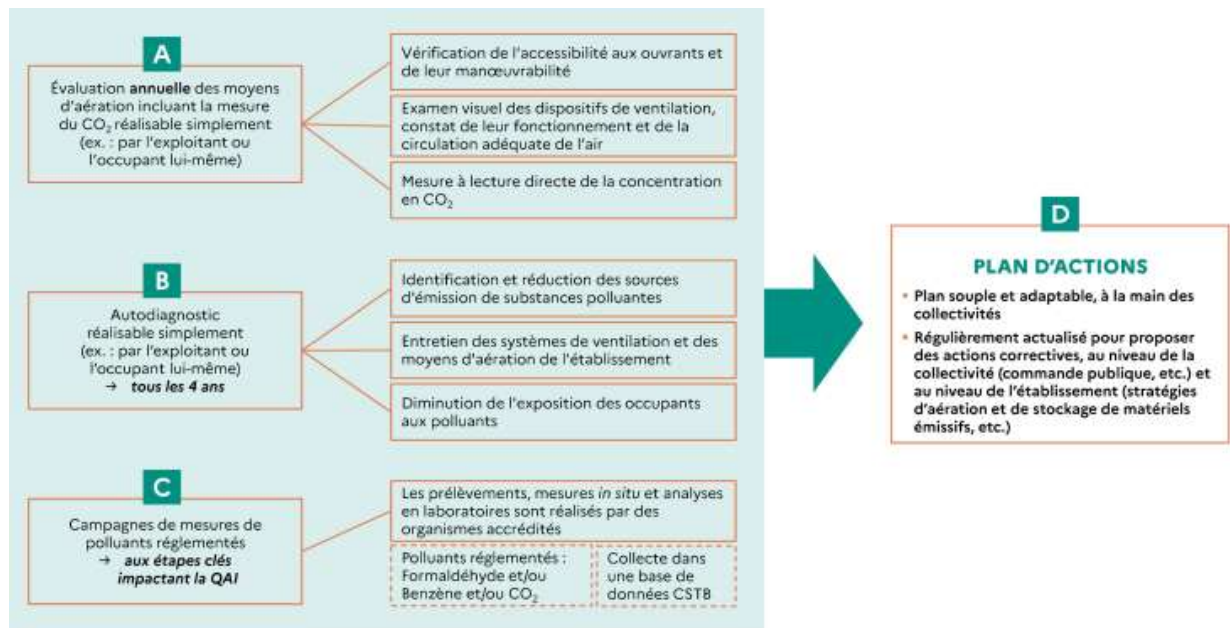 A
Évaluation annuelle des moyens
d'aération incluant la mesure
du CO₂ réalisable simplement
(ex. : par l'exploitant ou
l'occupant lui-même)
Vérification de l'accessibilité aux ouvrants et
de leur manœuvrabilité
Examen visuel des dispositifs de ventilation,
constat de leur fonctionnement et de la
circulation adéquate de l'air
Mesure à lecture directe de la concentration
en CO₂
B
Autodiagnostic
réalisable simplement
(ex. : par l'exploitant ou
l'occupant lui-même)
→ tous les 4 ans
Identification et réduction des sources
d'émission de substances polluantes
Entretien des systèmes de ventilation et des
moyens d'aération de l'établissement
Diminution de l'exposition des occupants
aux polluants
C
Campagnes de mesures de
polluants réglementés
→ aux étapes clés
impactant la QAI
Les prélèvements, mesures in situ et analyses
en laboratoires sont réalisés par des
organismes accrédités
Polluants réglementés :
Formaldéhyde et/ou
Benzène et/ou CO₂
Collecte dans
une base de
données CSTB
D
PLAN D'ACTIONS
• Plan souple et adaptable, à la main des
collectivités
• Régulièrement actualisé pour proposer
des actions correctives, au niveau de la
collectivité (commande publique, etc.) et
au niveau de l'établissement (stratégies
d'aération et de stockage de matériels
émissifs, etc.)